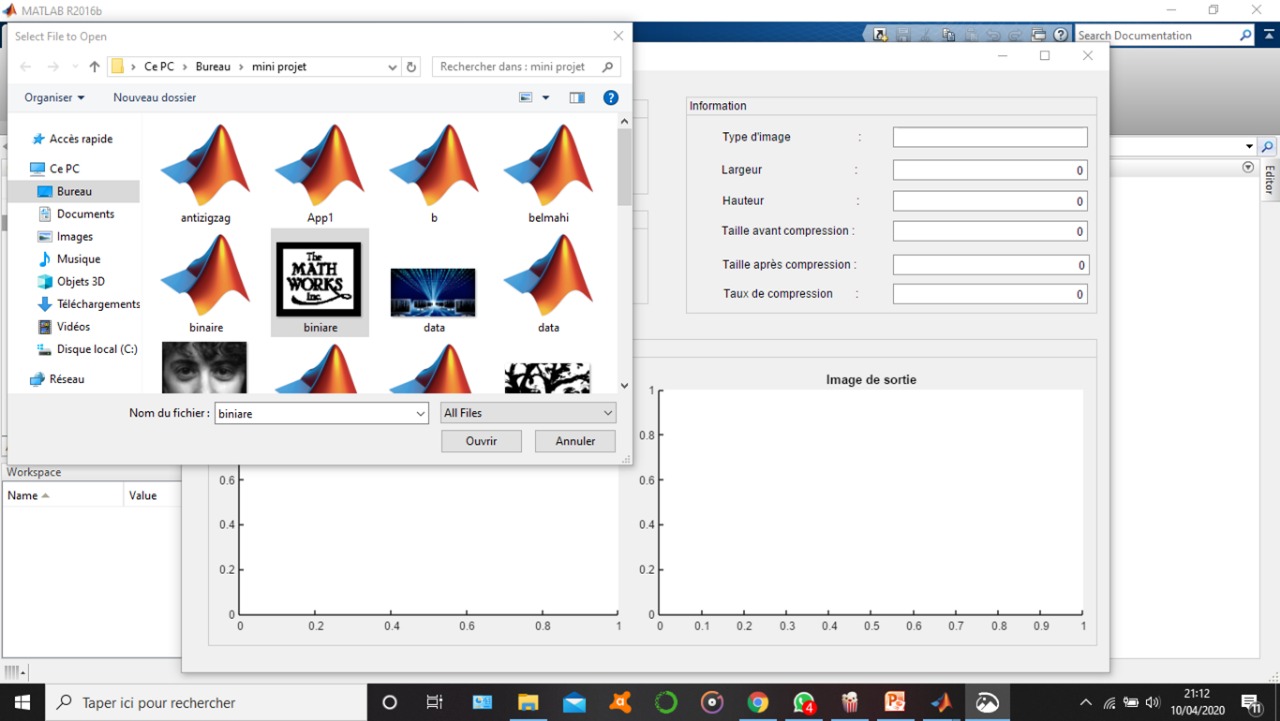 MATLAB R2016b
Search Documentation
Select File to Open
Ce PC
Bureau
mini projet
Rechercher dans : mini projet
Organiser
Nouveau dossier
Accès rapide
Ce PC
Bureau
Documents
Images
Musique
Objets 3D
Téléchargements
Vidéos
Disque local (C:)
Réseau
antizigzag
App1
b
belmahi
The
MATH
WORKS
Inc.
binaire
biniare
data
data
Nom du fichier :
biniare
All Files
Ouvrir
Annuler
Information
Type d'image :
Largeur : 0
Hauteur : 0
Taille avant compression : 0
Taille après compression : 0
Taux de compression : 0
Editor
Workspace
Name
Value
0.6
0.4
0.2
0
0 0.2 0.4 0.6 0.8 1
Image de sortie
1
0.8
0.6
0.4
0.2
0
0 0.1 0.2 0.3 0.4 0.5 0.6 0.7 0.8 0.9 1
Taper ici pour rechercher
4
21:12
10/04/2020
11